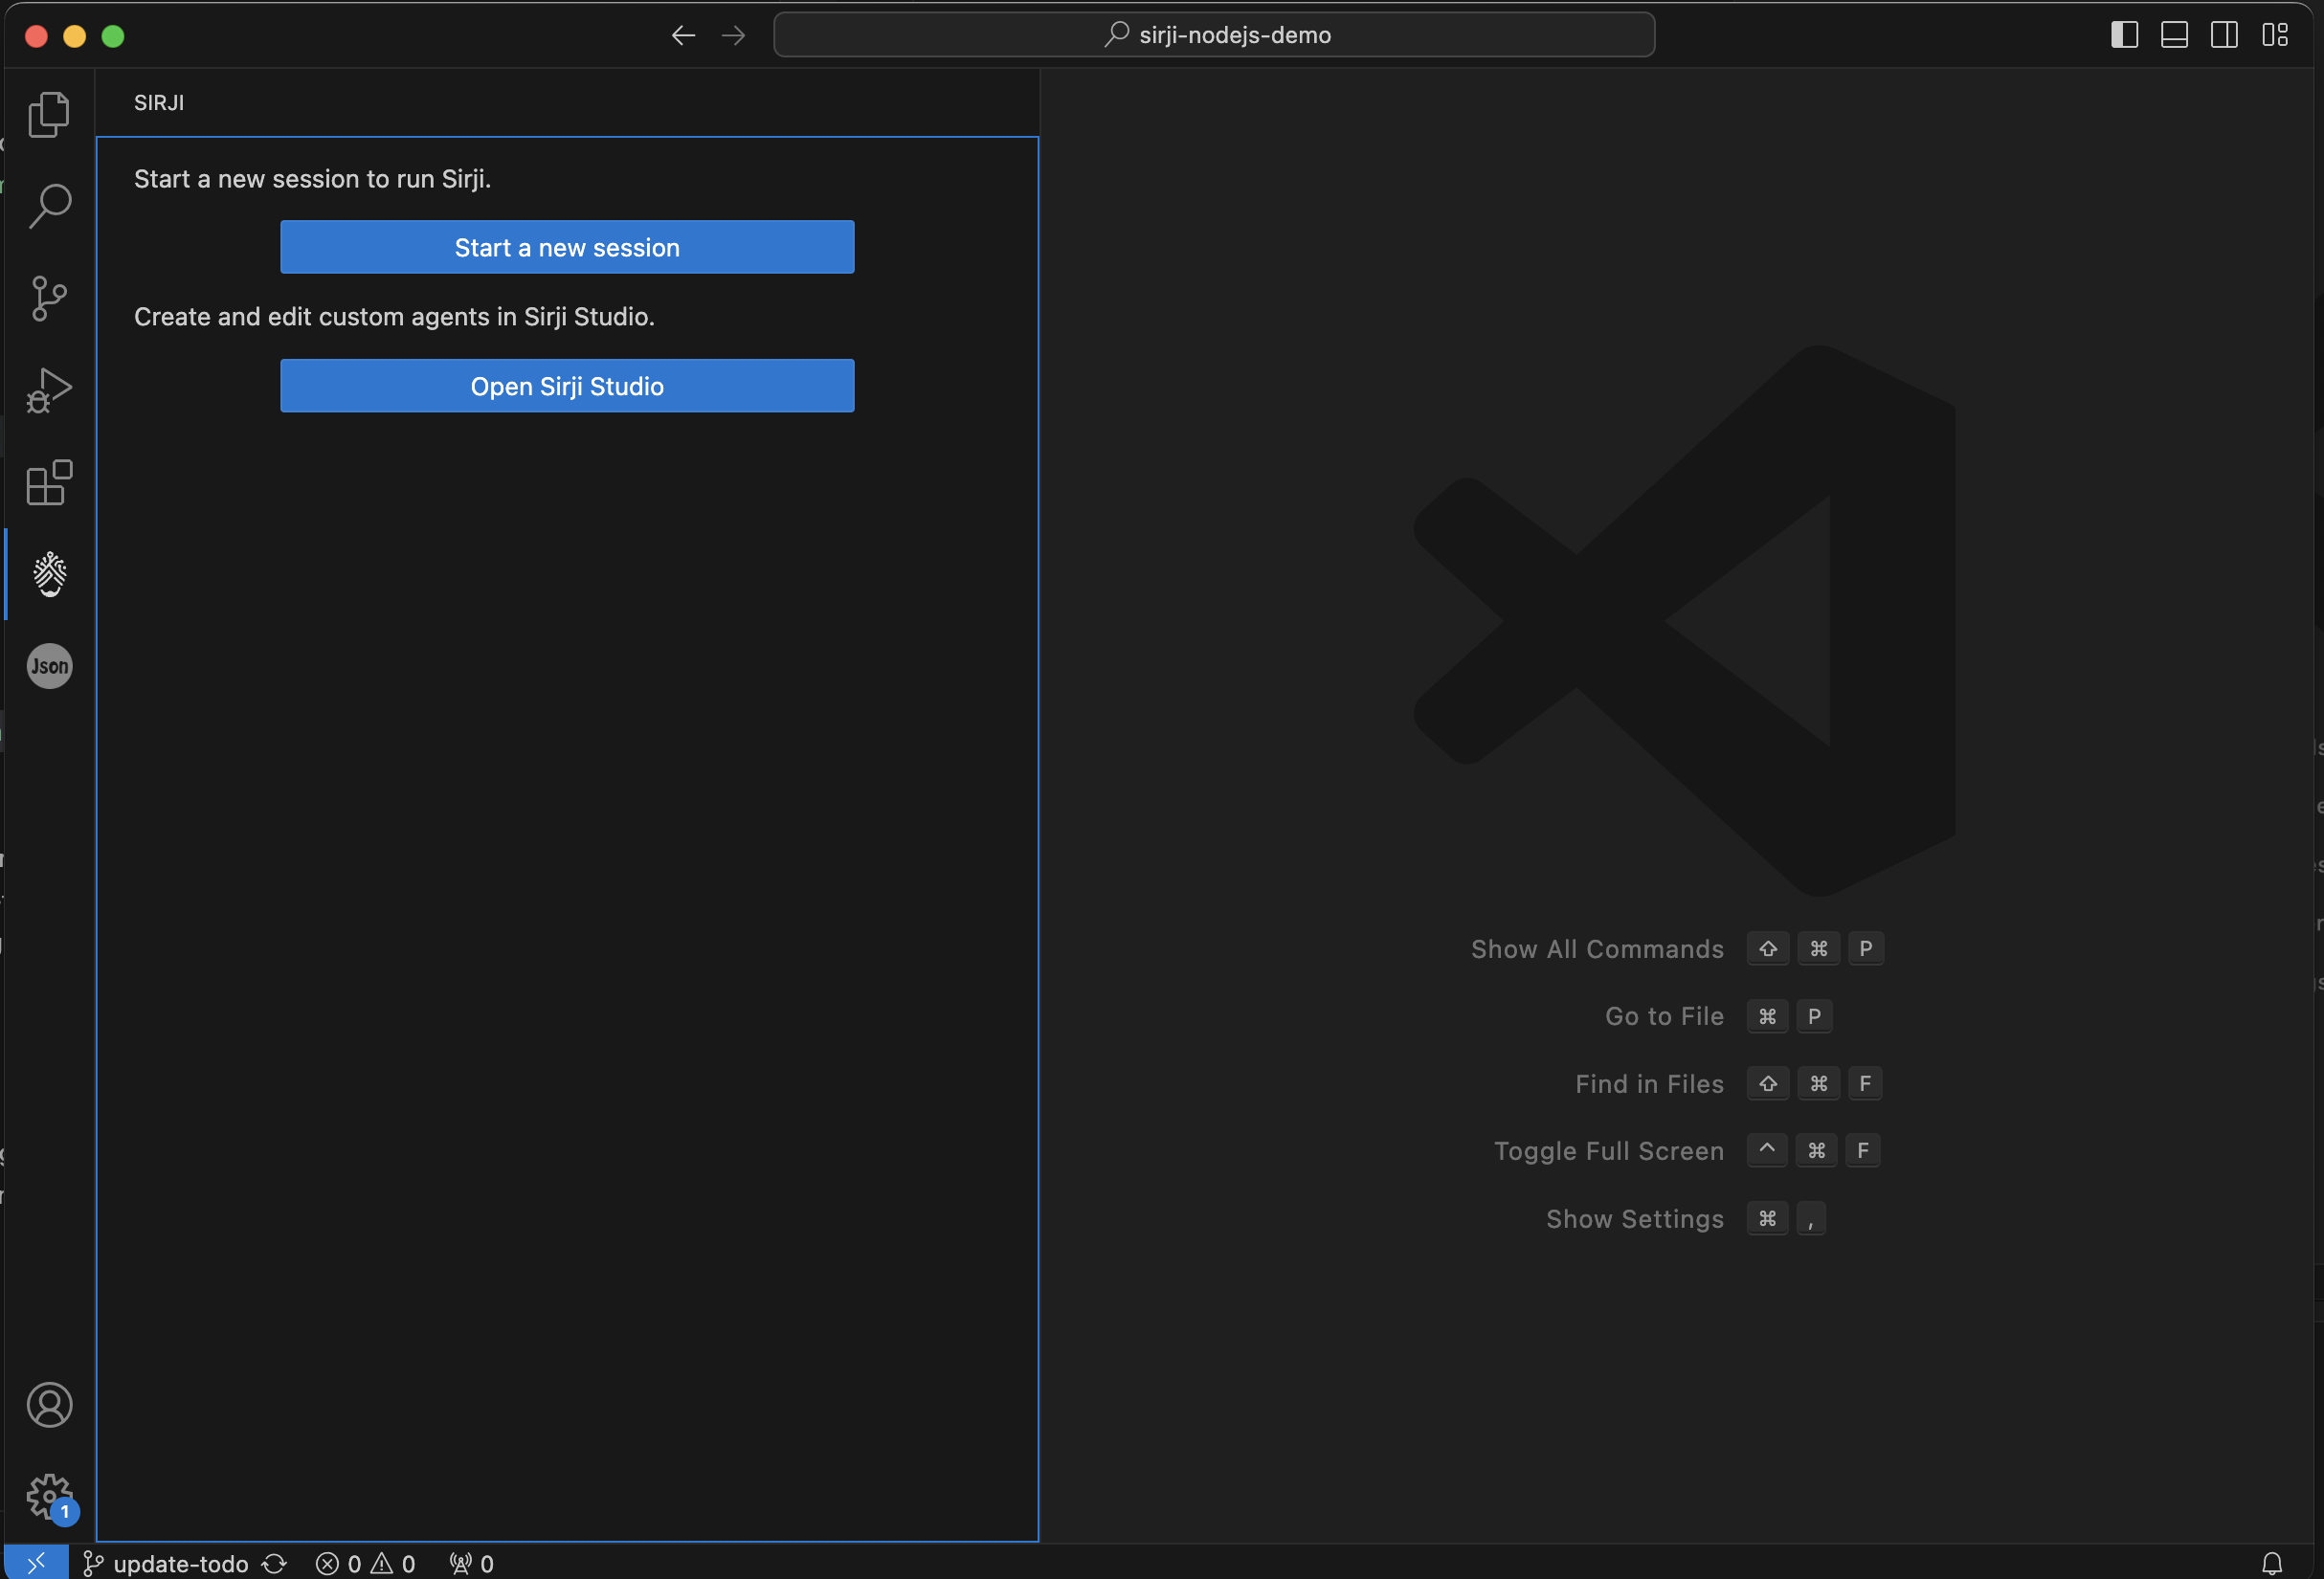 sirji-nodejs-demo
SIRJI
Start a new session to run Sirji.
Start a new session
Create and edit custom agents in Sirji Studio.
Open Sirji Studio
Json
Show All Commands ⇧ ⌘ P
Go to File ⌘ P
Find in Files ⇧ ⌘ F
Toggle Full Screen ^ ⌘ F
Show Settings ⌘ ,
1
update-todo 0 0 0